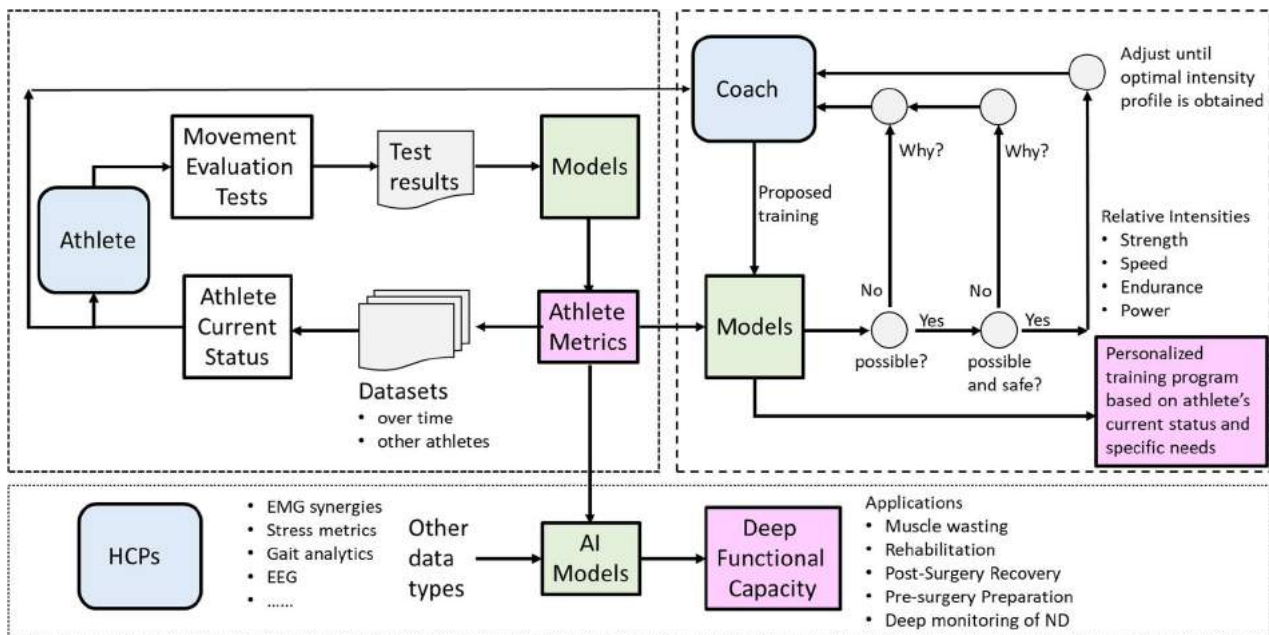 Movement
Evaluation
Tests
Test
results
Models
Athlete
Athlete
Current
Status
Datasets
• over time
• other athletes
Athlete
Metrics
Coach
Adjust until
optimal intensity
profile is obtained
Why?
Why?
Proposed
training
Relative Intensities
• Strength
• Speed
• Endurance
• Power
Models
No
Yes
possible?
No
Yes
possible
and safe?
Personalized
training program
based on athlete's
current status and
specific needs
HCPs
• EMG synergies
• Stress metrics
• Gait analytics
• EEG
• ......
Other
data
types
AI
Models
Deep
Functional
Capacity
Applications
• Muscle wasting
• Rehabilitation
• Post-Surgery Recovery
• Pre-surgery Preparation
• Deep monitoring of ND